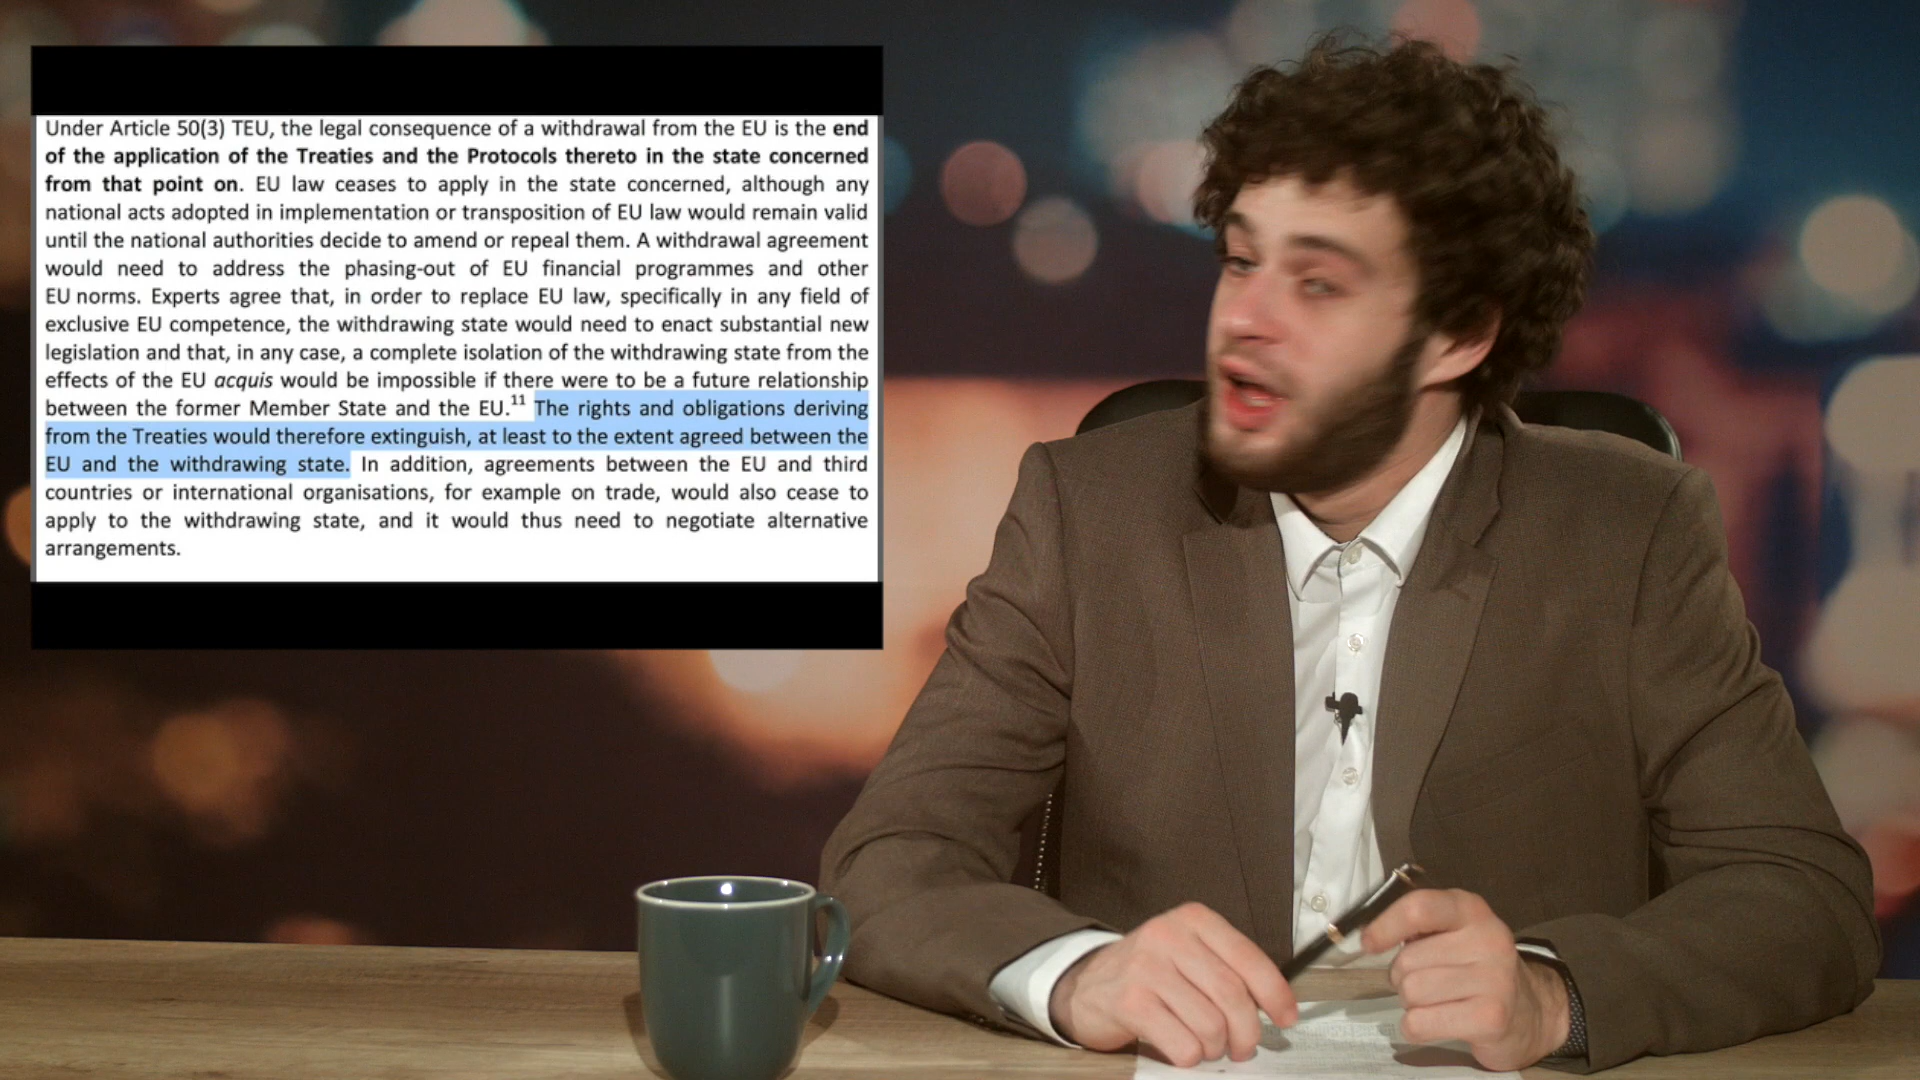 Under Article 50(3) TEU, the legal consequence of a withdrawal from the EU is the end
of the application of the Treaties and the Protocols thereto in the state concerned
from that point on. EU law ceases to apply in the state concerned, although any
national acts adopted in implementation or transposition of EU law would remain valid
until the national authorities decide to amend or repeal them. A withdrawal agreement
would need to address the phasing-out of EU financial programmes and other
EU norms. Experts agree that, in order to replace EU law, specifically in any field of
exclusive EU competence, the withdrawing state would need to enact substantial new
legislation and that, in any case, a complete isolation of the withdrawing state from the
effects of the EU acquis would be impossible if there were to be a future relationship
between the former Member State and the EU.¹¹ The rights and obligations deriving
from the Treaties would therefore extinguish, at least to the extent agreed between the
EU and the withdrawing state. In addition, agreements between the EU and third
countries or international organisations, for example on trade, would also cease to
apply to the withdrawing state, and it would thus need to negotiate alternative
arrangements.